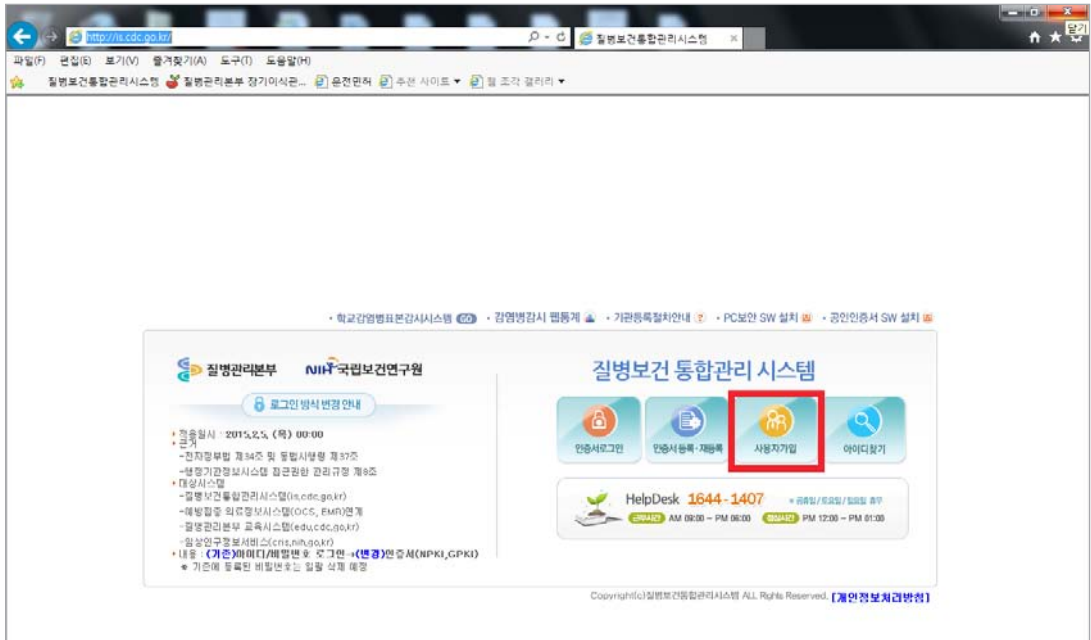 닫기
http://is.cdc.go.kr/
질병보건통합관리시스템
파일(F) 편집(E) 보기(V) 즐겨찾기(A) 도구(T) 도움말(H)
질병보건통합관리시스템 질병관리본부 장기이식관... 운전면허 추천 사이트 웹 조각 갤러리
・학교감염병표본감시시스템 GO ・감염병감시 웹통계 ・기관등록절차안내 ・PC보안 SW 설치 ・공인인증서 SW 설치
질병관리본부 NIH 국립보건연구원
로그인 방식 변경 안내
적용일시 : 2015.2.5. (목) 00:00
근거
-전자정부법 제34조 및 동법시행령 제37조
-행정기관정보시스템 접근권한 관리규정 제8조
대상시스템
-질병보건통합관리시스템(is.cdc.go.kr)
-예방접종 의료정보시스템(OCS, EMR)연계
-질병관리본부 교육시스템(edu.cdc.go.kr)
-임상연구정보서비스(cris.nih.go.kr)
내용 : (기존)아이디/비밀번호 로그인→(변경)인증서(NPKI,GPKI)
※ 기존에 등록된 비밀번호는 일괄 삭제 예정
질병보건 통합관리 시스템
인증서로그인 인증서 등록·재등록 사용자가입 아이디찾기
HelpDesk 1644-1407 ※ 공휴일/토요일/일요일 휴무
근무시간 AM 09:00 ~ PM 06:00 점심시간 PM 12:00 ~ PM 01:00
Copyright(c)질병보건통합관리시스템 ALL Rights Reserved. [개인정보처리방침]